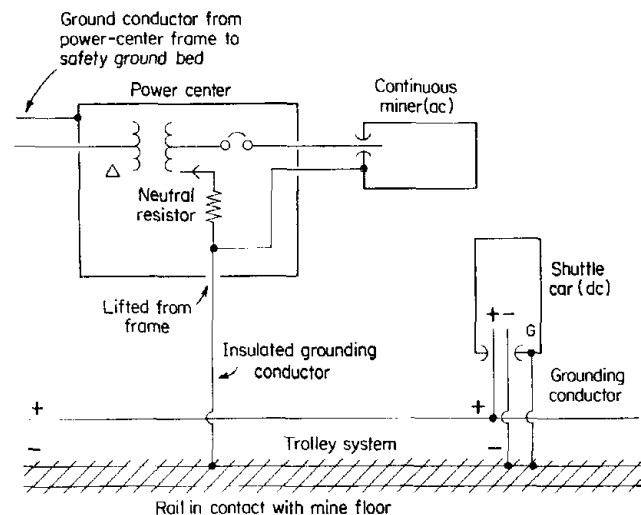 Ground conductor from
power-center frame to
safety ground bed
Power center
Continuous
miner (ac)
Δ
Neutral
resistor
Lifted from
frame
Shuttle
car (dc)
+ −
G
Insulated grounding
conductor
Grounding
conductor
+
+
−
Trolley system
−
Rail in contact with mine floor